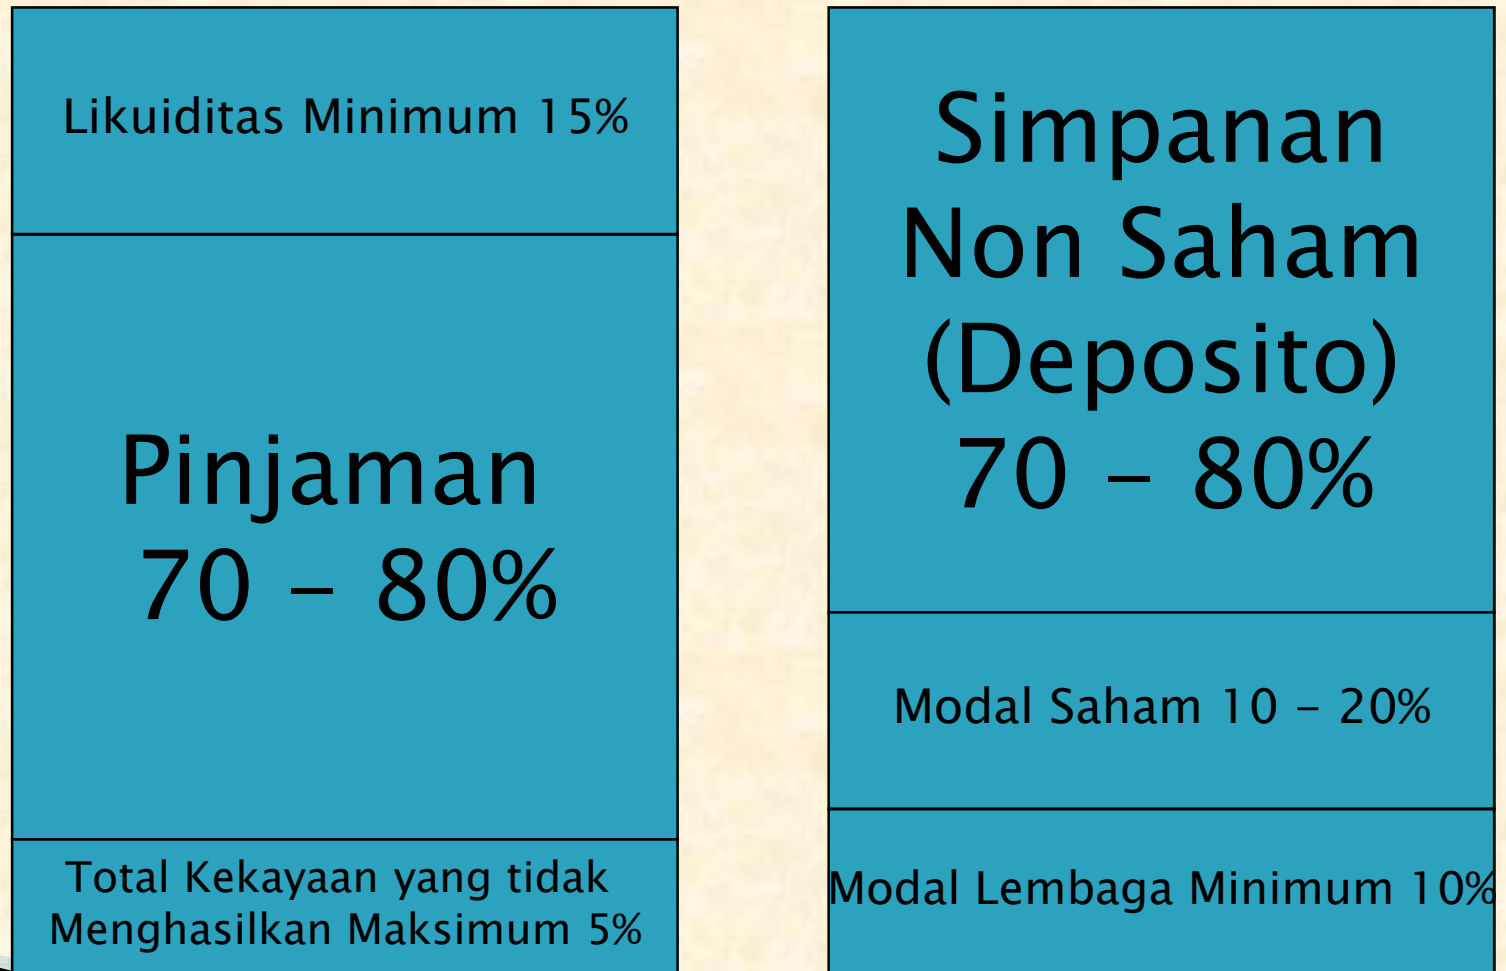 Likuiditas Minimum 15%
Pinjaman
70 – 80%
Total Kekayaan yang tidak
Menghasilkan Maksimum 5%
Simpanan
Non Saham
(Deposito)
70 – 80%
Modal Saham 10 – 20%
Modal Lembaga Minimum 10%